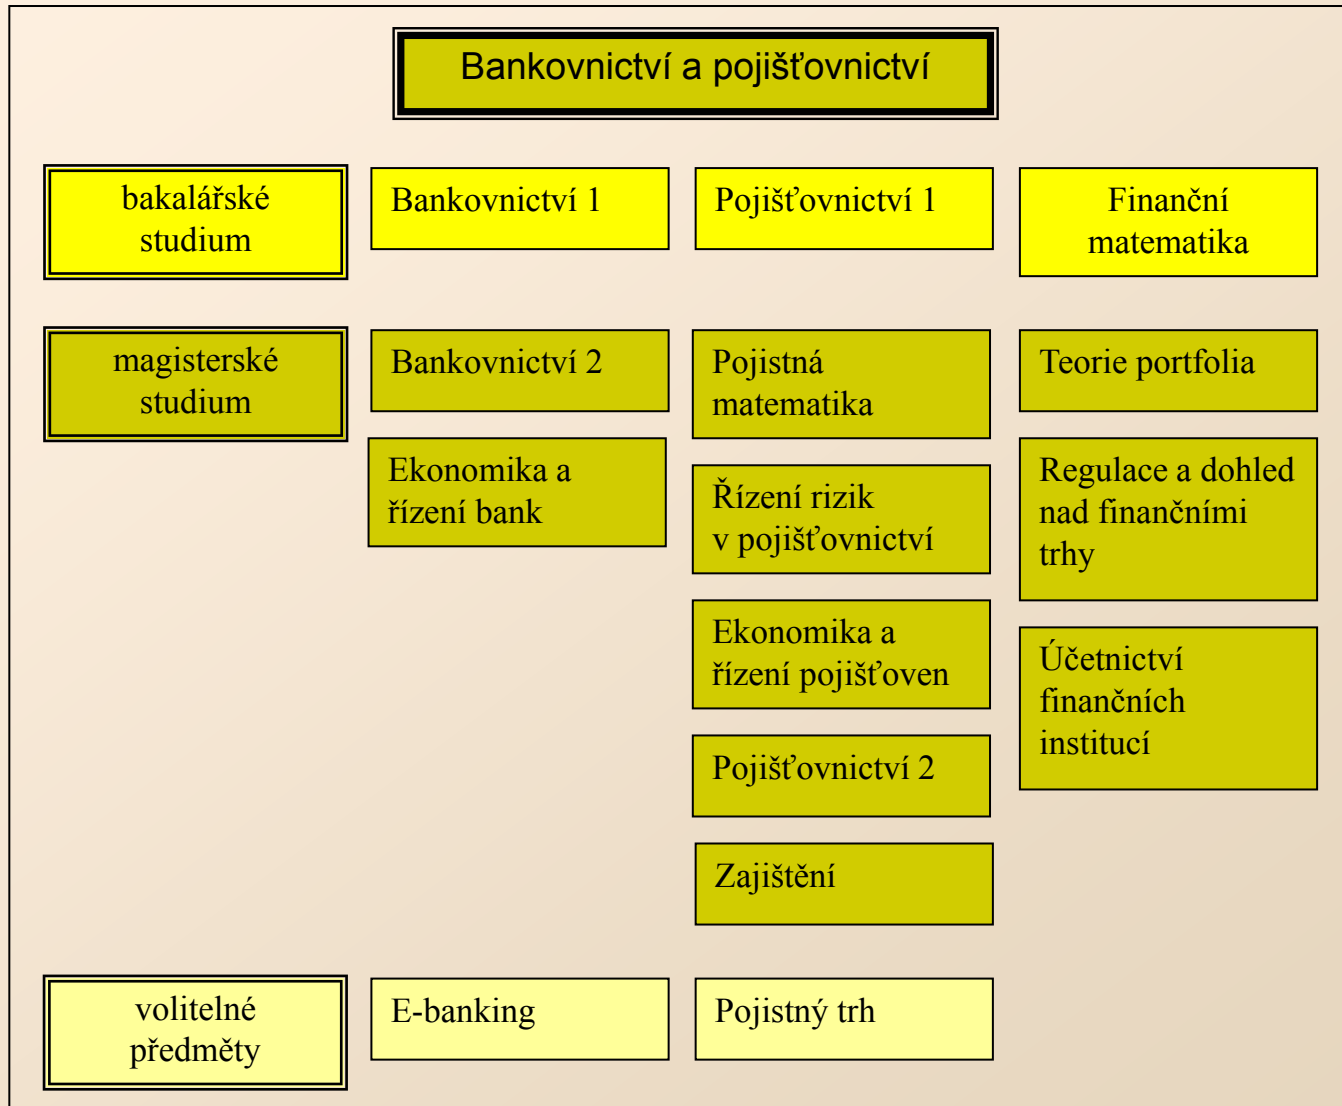 Bankovnictví a pojišťovnictví
bakalářské
studium
Bankovnictví 1
Pojišťovnictví 1
Finanční
matematika
magisterské
studium
Bankovnictví 2
Ekonomika a
řízení bank
Pojistná
matematika
Řízení rizik
v pojišťovnictví
Ekonomika a
řízení pojišťoven
Pojišťovnictví 2
Zajištění
Teorie portfolia
Regulace a dohled
nad finančními
trhy
Účetnictví
finančních
institucí
volitelné
předměty
E-banking
Pojistný trh